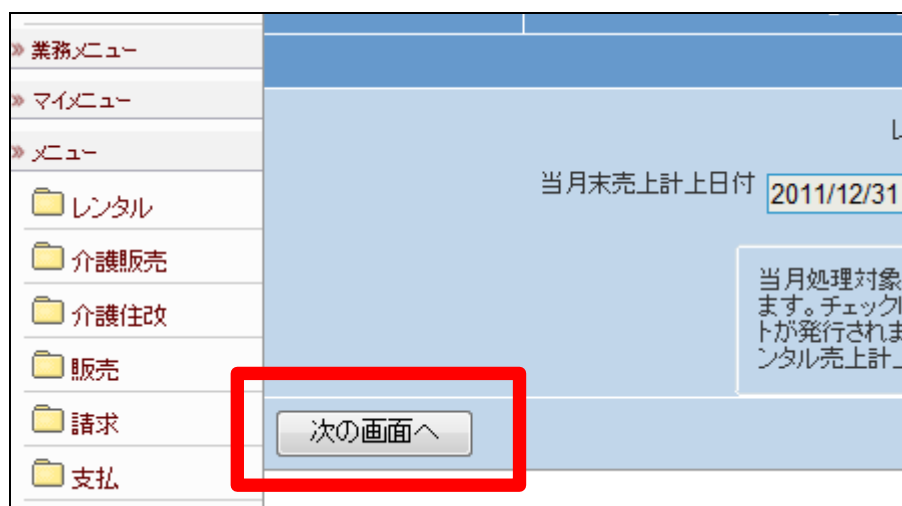 業務メニュー
マイメニュー
メニュー
レンタル
介護販売
介護住改
販売
請求
支払
当月末売上計上日付 2011/12/31
当月処理対象
ます。チェック
トが発行されま
ンタル売上計上
次の画面へ